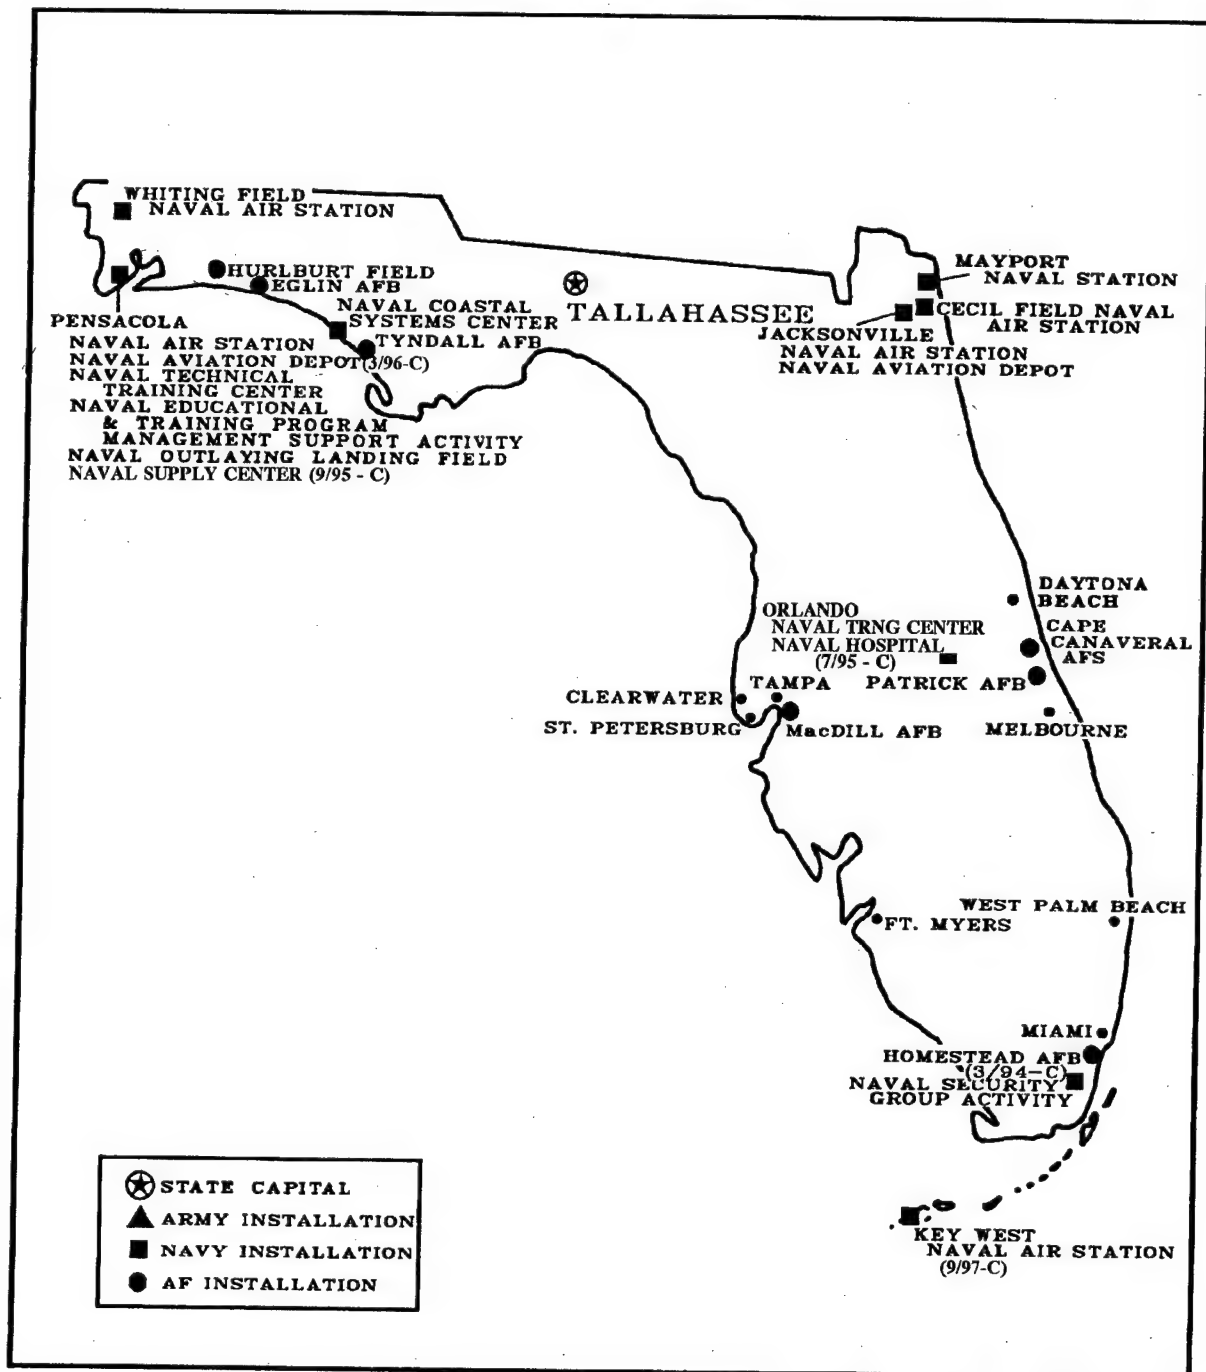 WHITING FIELD
NAVAL AIR STATION
HURLBURT FIELD
EGLIN AFB
PENSACOLA
NAVAL AIR STATION
NAVAL AVIATION DEPOT(3/96-C)
NAVAL TECHNICAL
TRAINING CENTER
NAVAL EDUCATIONAL
& TRAINING PROGRAM
MANAGEMENT SUPPORT ACTIVITY
NAVAL OUTLAYING LANDING FIELD
NAVAL SUPPLY CENTER (9/95 - C)
NAVAL COASTAL
SYSTEMS CENTER
TYNDALL AFB
TALLAHASSEE
MAYPORT
NAVAL STATION
CECIL FIELD NAVAL
AIR STATION
JACKSONVILLE
NAVAL AIR STATION
NAVAL AVIATION DEPOT
DAYTONA
BEACH
ORLANDO
NAVAL TRNG CENTER
NAVAL HOSPITAL
(7/95 - C)
CAPE
CANAVERAL
AFS
PATRICK AFB
CLEARWATER
TAMPA
ST. PETERSBURG
MacDILL AFB
MELBOURNE
WEST PALM BEACH
FT. MYERS
MIAMI
HOMESTEAD AFB
(3/94-C)
NAVAL SECURITY
GROUP ACTIVITY
KEY WEST
NAVAL AIR STATION
(9/97-C)
STATE CAPITAL
ARMY INSTALLATION
NAVY INSTALLATION
AF INSTALLATION